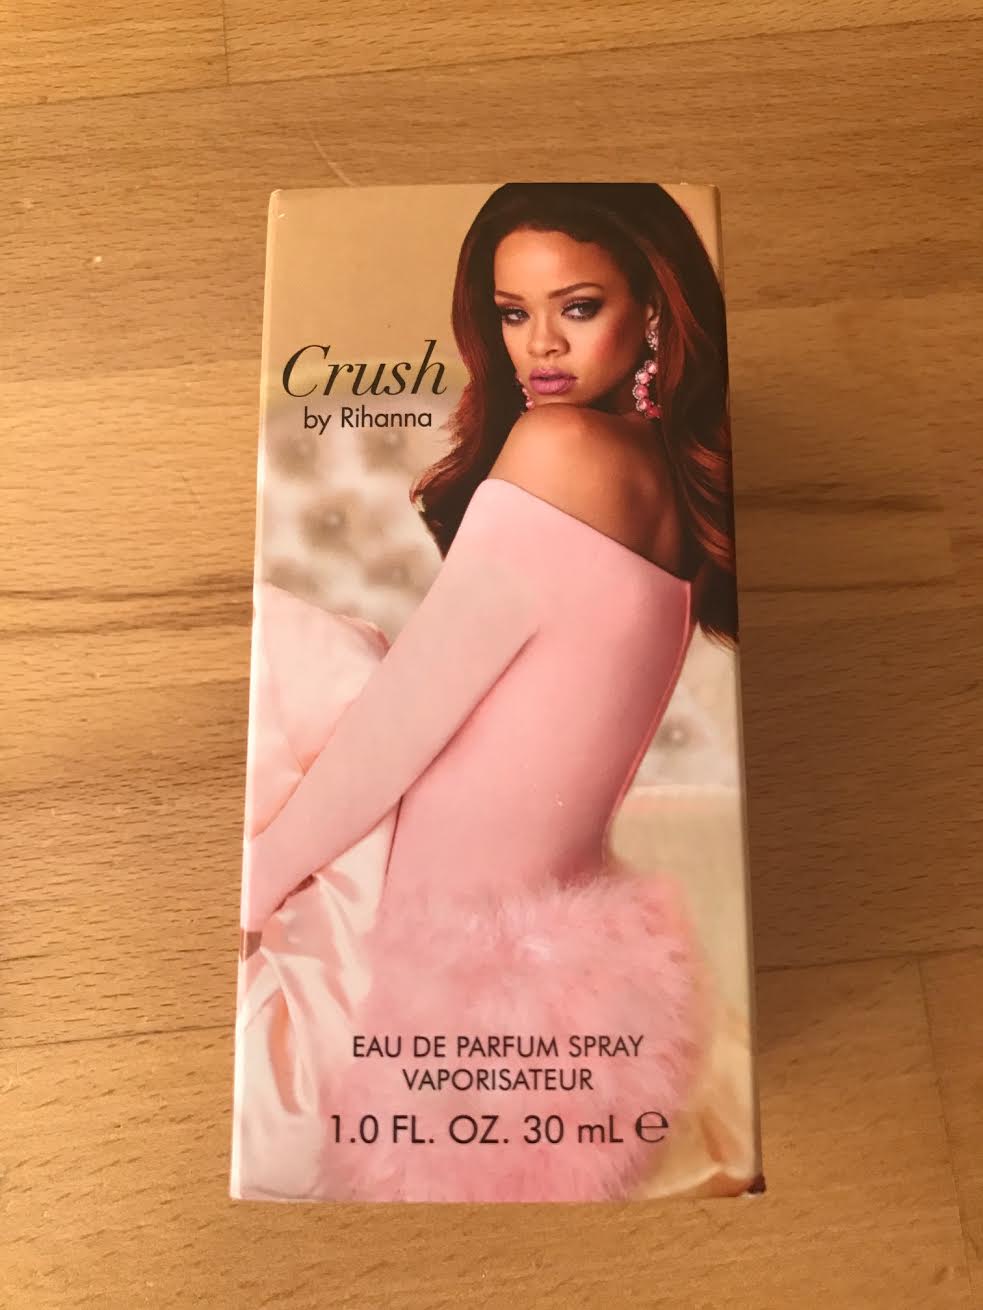 Crush
by Rihanna
EAU DE PARFUM SPRAY
VAPORISATEUR
1.0 FL. OZ. 30 mL ℮